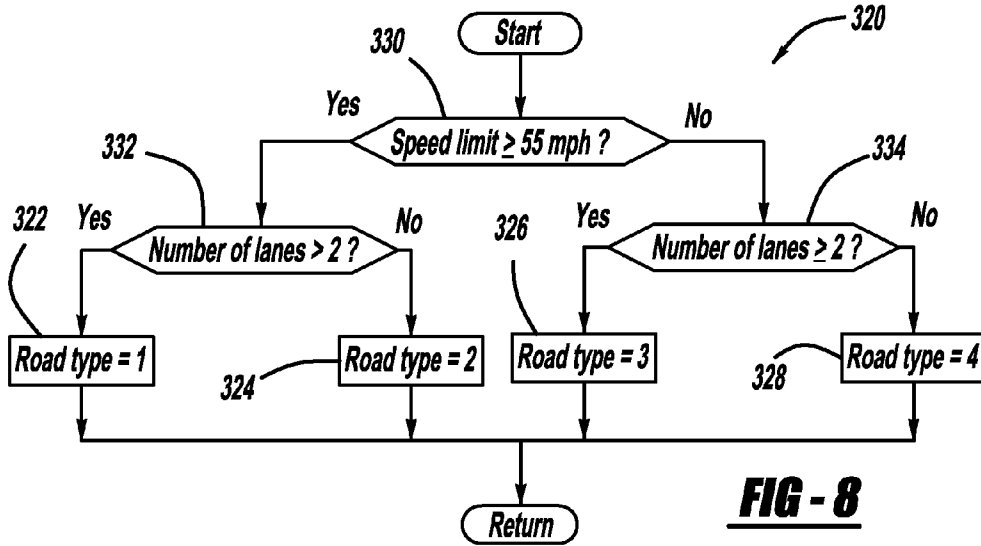 Start
320
330
Yes
No
Speed limit ≥ 55 mph ?
332
334
Yes
No
Yes
No
322
326
Number of lanes > 2 ?
Number of lanes ≥ 2 ?
Road type = 1
Road type = 2
Road type = 3
Road type = 4
324
328
FIG - 8
Return